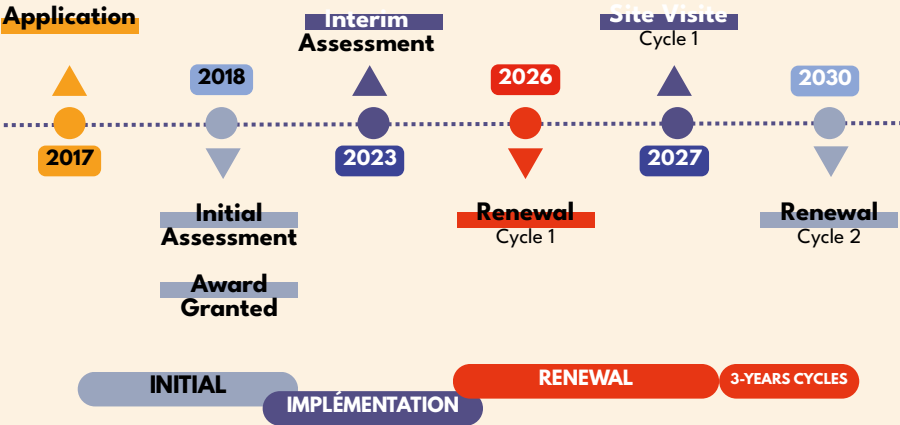 Application
2017
2018
Initial
Assessment
Award
Granted
Interim
Assessment
2023
2026
Renewal
Cycle 1
Site Visite
Cycle 1
2027
2030
Renewal
Cycle 2
INITIAL
IMPLÉMENTATION
RENEWAL
3-YEARS CYCLES